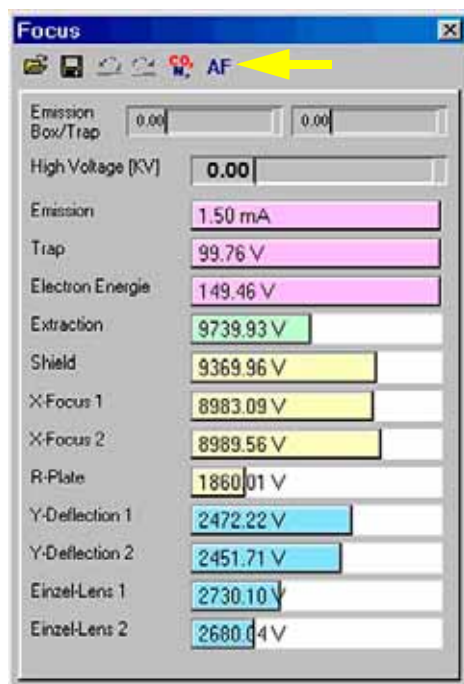 Focus
CO₂ N₂ AF
Emission Box/Trap 0.00 0.00
High Voltage [KV] 0.00
Emission 1.50 mA
Trap 99.76 V
Electron Energie 149.46 V
Extraction 9739.93 V
Shield 9369.96 V
X-Focus 1 8983.09 V
X-Focus 2 8989.56 V
R-Plate 1860.01 V
Y-Deflection 1 2472.22 V
Y-Deflection 2 2451.71 V
Einzel-Lens 1 2730.10 V
Einzel-Lens 2 2680.04 V